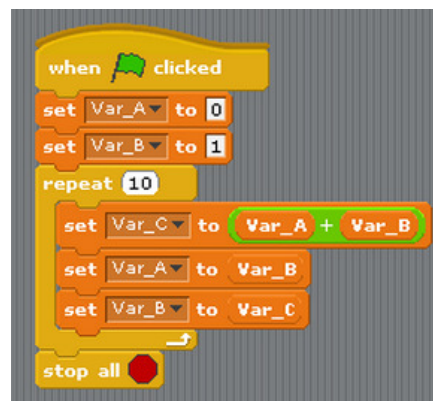 when clicked
set Var_A to 0
set Var_B to 1
repeat 10
set Var_C to Var_A + Var_B
set Var_A to Var_B
set Var_B to Var_C
stop all